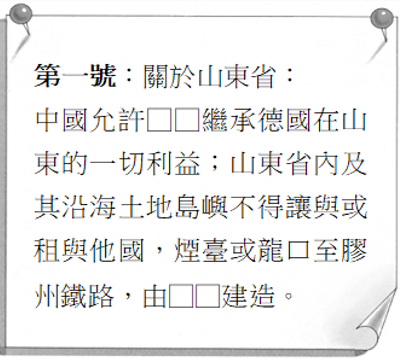 第一號：關於山東省：
中國允許□□繼承德國在山
東的一切利益；山東省內及
其沿海土地島嶼不得讓與或
租與他國，煙臺或龍口至膠
州鐵路，由□□建造。